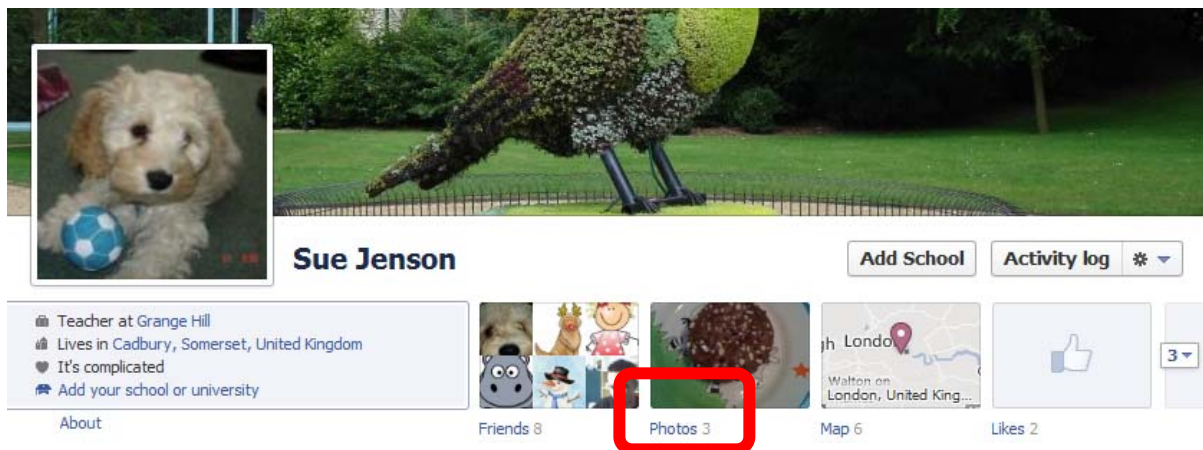 Sue Jenson
Add School
Activity log
Teacher at Grange Hill
Lives in Cadbury, Somerset, United Kingdom
It's complicated
Add your school or university
About
Friends 8
Photos 3
gh London
Walton on
London, United King...
Map 6
Likes 2
3